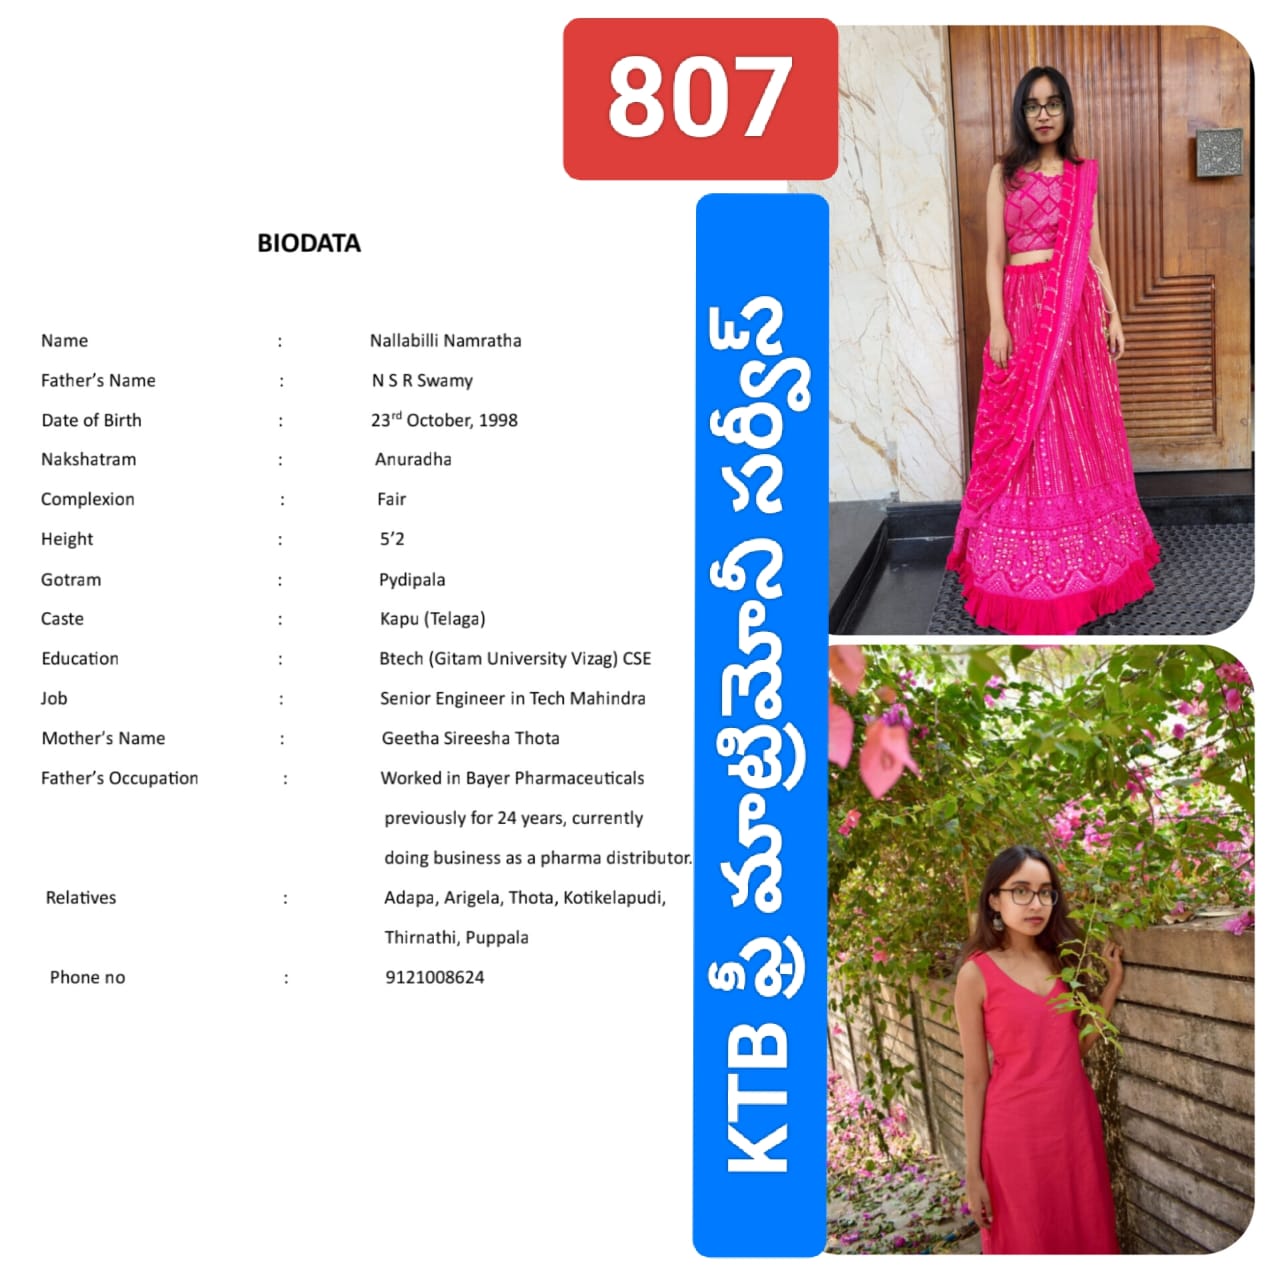 807
BIODATA
Name : Nallabilli Namratha
Father's Name : N S R Swamy
Date of Birth : 23rd October, 1998
Nakshatram : Anuradha
Complexion : Fair
Height : 5'2
Gotram : Pydipala
Caste : Kapu (Telaga)
Education : Btech (Gitam University Vizag) CSE
Job : Senior Engineer in Tech Mahindra
Mother's Name : Geetha Sireesha Thota
Father's Occupation : Worked in Bayer Pharmaceuticals
previously for 24 years, currently
doing business as a pharma distributor.
Relatives : Adapa, Arigela, Thota, Kotikelapudi,
Thirnathi, Puppala
Phone no : 9121008624
KTB ఫ్రీ మ్యాట్రిమోనీ సర్వీస్